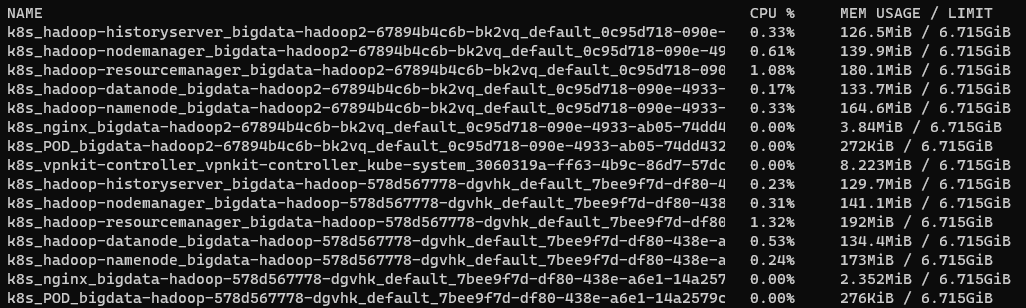 NAME CPU % MEM USAGE / LIMIT
k8s_hadoop-historyserver_bigdata-hadoop2-67894b4c6b-bk2vq_default_0c95d718-090e- 0.33% 126.5MiB / 6.715GiB
k8s_hadoop-nodemanager_bigdata-hadoop2-67894b4c6b-bk2vq_default_0c95d718-090e-49 0.61% 139.9MiB / 6.715GiB
k8s_hadoop-resourcemanager_bigdata-hadoop2-67894b4c6b-bk2vq_default_0c95d718-090 1.08% 180.1MiB / 6.715GiB
k8s_hadoop-datanode_bigdata-hadoop2-67894b4c6b-bk2vq_default_0c95d718-090e-4933- 0.17% 133.7MiB / 6.715GiB
k8s_hadoop-namenode_bigdata-hadoop2-67894b4c6b-bk2vq_default_0c95d718-090e-4933- 0.33% 164.6MiB / 6.715GiB
k8s_nginx_bigdata-hadoop2-67894b4c6b-bk2vq_default_0c95d718-090e-4933-ab05-74dd4 0.00% 3.84MiB / 6.715GiB
k8s_POD_bigdata-hadoop2-67894b4c6b-bk2vq_default_0c95d718-090e-4933-ab05-74dd432 0.00% 272kiB / 6.715GiB
k8s_vpnkit-controller_vpnkit-controller_kube-system_3060319a-ff63-4b9c-86d7-57dc 0.00% 8.223MiB / 6.715GiB
k8s_hadoop-historyserver_bigdata-hadoop-578d567778-dgvhk_default_7bee9f7d-df80-4 0.23% 129.7MiB / 6.715GiB
k8s_hadoop-nodemanager_bigdata-hadoop-578d567778-dgvhk_default_7bee9f7d-df80-438 0.31% 141.1MiB / 6.715GiB
k8s_hadoop-resourcemanager_bigdata-hadoop-578d567778-dgvhk_default_7bee9f7d-df80 1.32% 192MiB / 6.715GiB
k8s_hadoop-datanode_bigdata-hadoop-578d567778-dgvhk_default_7bee9f7d-df80-438e-a 0.53% 134.4MiB / 6.715GiB
k8s_hadoop-namenode_bigdata-hadoop-578d567778-dgvhk_default_7bee9f7d-df80-438e-a 0.24% 173MiB / 6.715GiB
k8s_nginx_bigdata-hadoop-578d567778-dgvhk_default_7bee9f7d-df80-438e-a6e1-14a257 0.00% 2.352MiB / 6.715GiB
k8s_POD_bigdata-hadoop-578d567778-dgvhk_default_7bee9f7d-df80-438e-a6e1-14a2579c 0.00% 276kiB / 6.715GiB